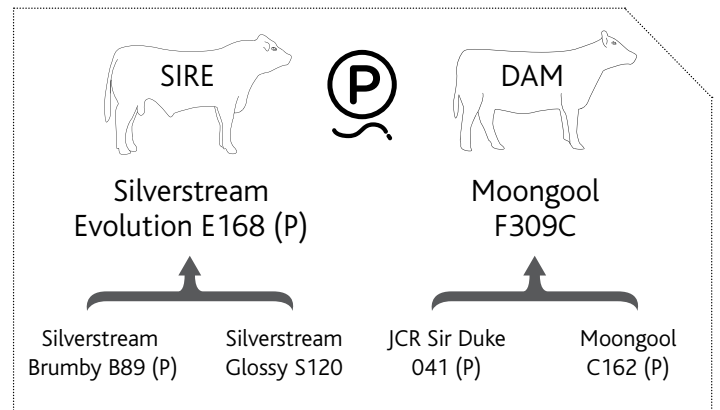 SIRE
P
DAM
Silverstream
Evolution E168 (P)
Moongool
F309C
Silverstream
Brumby B89 (P)
Silverstream
Glossy S120
JCR Sir Duke
041 (P)
Moongool
C162 (P)